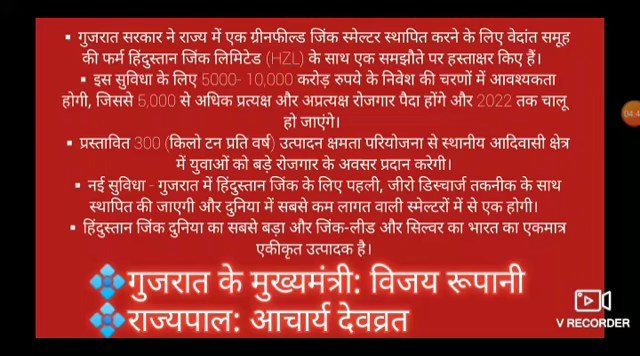 ▪ गुजरात सरकार ने राज्य में एक ग्रीनफील्ड जिंक स्मेल्टर स्थापित करने के लिए वेदांत समूह
की फर्म हिंदुस्तान जिंक लिमिटेड (HZL) के साथ एक समझौते पर हस्ताक्षर किए हैं।
▪ इस सुविधा के लिए 5000- 10,000 करोड़ रुपये के निवेश की चरणों में आवश्यकता
होगी, जिससे 5,000 से अधिक प्रत्यक्ष और अप्रत्यक्ष रोजगार पैदा होंगे और 2022 तक चालू
हो जाएंगे।
▪ प्रस्तावित 300 (किलो टन प्रति वर्ष) उत्पादन क्षमता परियोजना से स्थानीय आदिवासी क्षेत्र
में युवाओं को बड़े रोजगार के अवसर प्रदान करेगी।
▪ नई सुविधा - गुजरात में हिंदुस्तान जिंक के लिए पहली, जीरो डिस्चार्ज तकनीक के साथ
स्थापित की जाएगी और दुनिया में सबसे कम लागत वाली स्मेल्टरों में से एक होगी।
▪ हिंदुस्तान जिंक दुनिया का सबसे बड़ा और जिंक-लीड और सिल्वर का भारत का एकमात्र
एकीकृत उत्पादक है।
गुजरात के मुख्यमंत्री: विजय रूपानी
राज्यपाल: आचार्य देवव्रत
04:4
V RECORDER